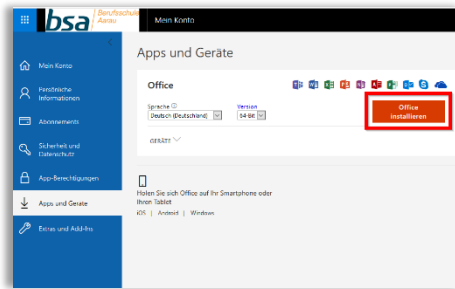 bsa Berufsschule
Aarau
Mein Konto
Apps und Geräte
Mein Konto
Persönliche
Informationen
Abonnements
Sicherheit und
Datenschutz
App-Berechtigungen
Apps und Geräte
Extras und Add-Ins
Office
Sprache
Version
Deutsch (Deutschland)
64-Bit
Office
installieren
GERÄTE
Holen Sie sich Office auf Ihr Smartphone oder
Ihren Tablet
iOS | Android | Windows